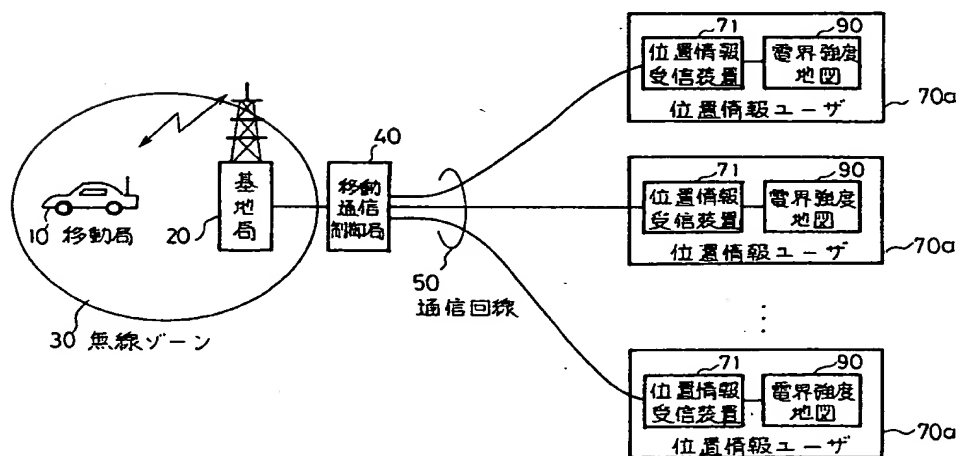 71
90
位置情報
受信装置
電界強度
地図
位置情報ユーザ
70a
40
移動
通信
制御局
基
地
局
10 移動局
20
30 無線ゾーン
50
通信回線
71
90
位置情報
受信装置
電界強度
地図
位置情報ユーザ
70a
71
90
位置情報
受信装置
電界強度
地図
位置情報ユーザ
70a